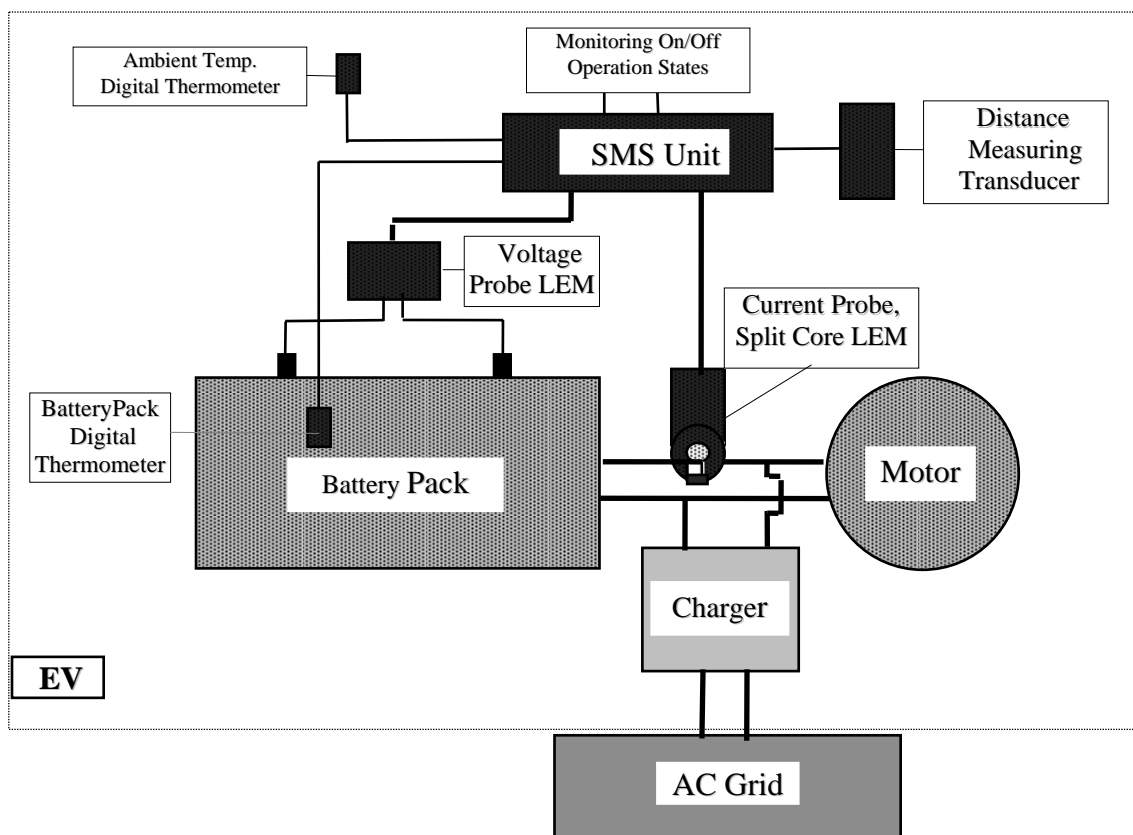 Ambient Temp.
Digital Thermometer
Monitoring On/Off
Operation States
SMS Unit
Distance
Measuring
Transducer
Voltage
Probe LEM
Current Probe,
Split Core LEM
BatteryPack
Digital
Thermometer
Battery Pack
Motor
Charger
EV
AC Grid